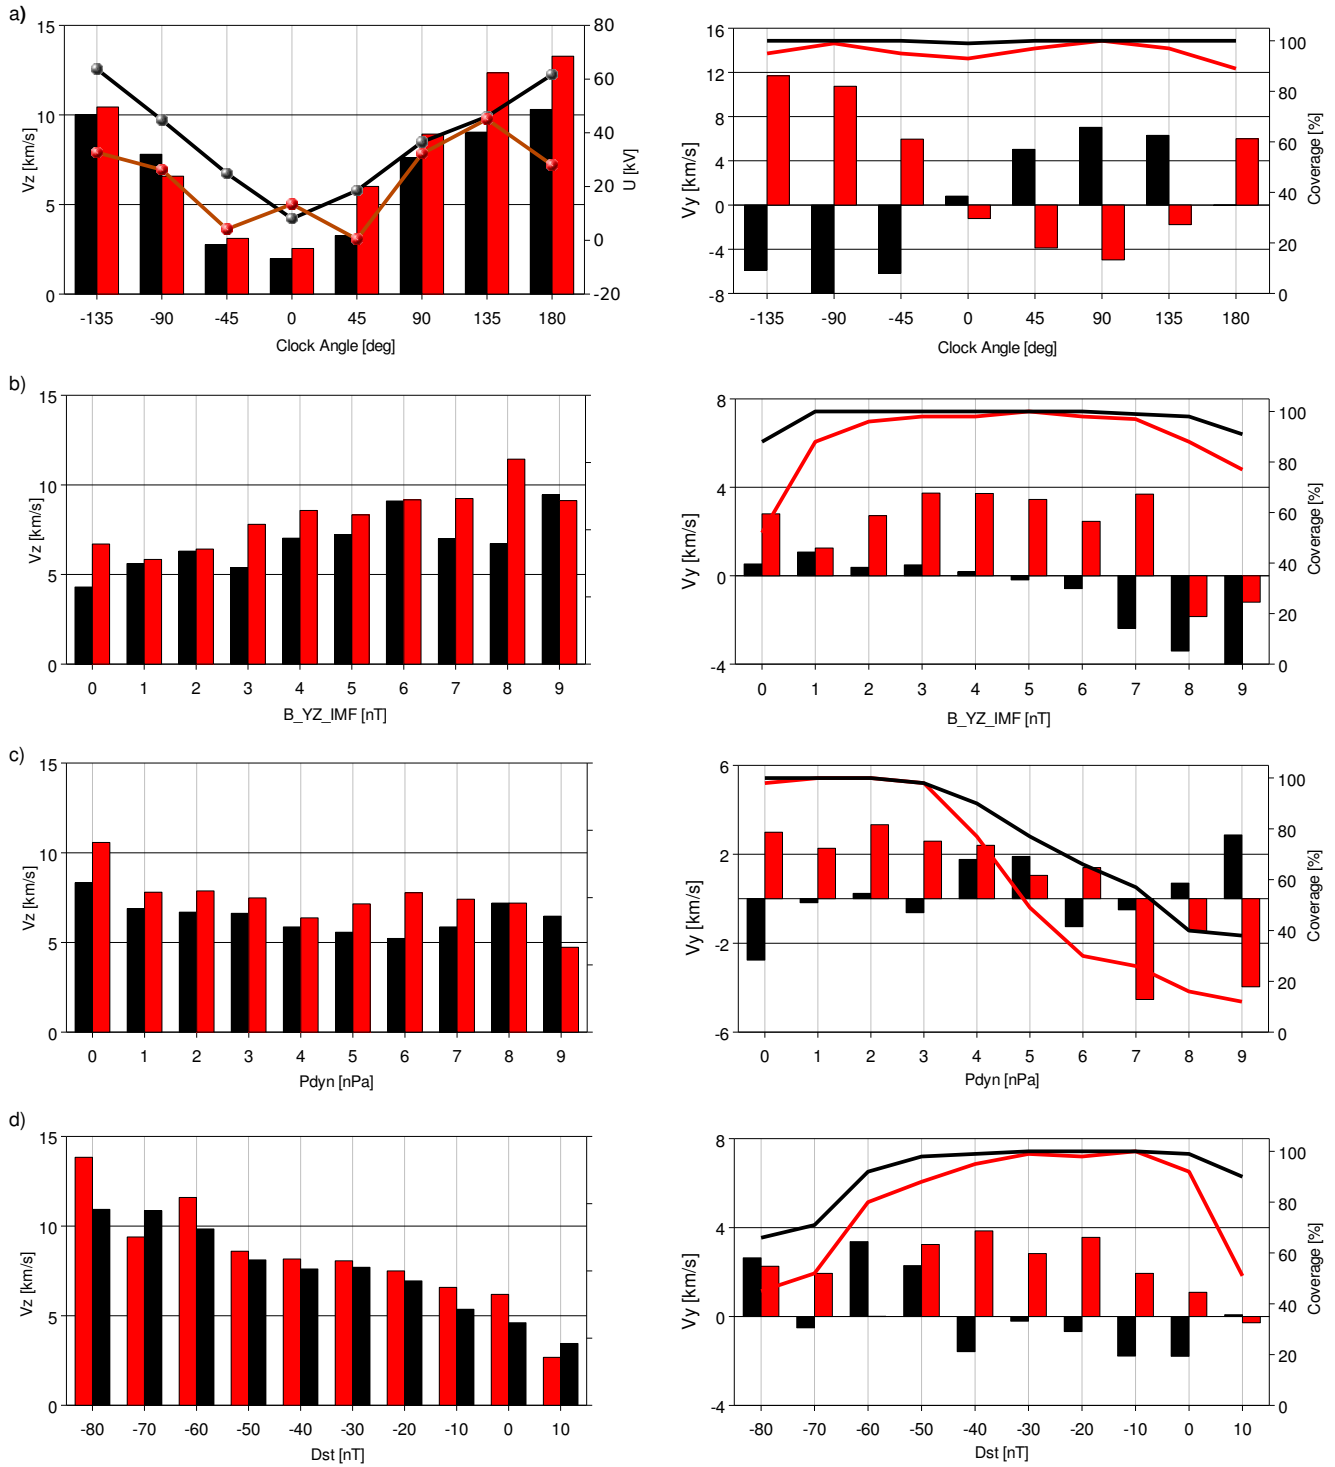 a)
15
10
5
0
Vz [km/s]
80
60
40
20
0
-20
U [kV]
-135 -90 -45 0 45 90 135 180
Clock Angle [deg]
16
12
8
4
0
-4
-8
Vy [km/s]
100
80
60
40
20
0
Coverage [%]
-135 -90 -45 0 45 90 135 180
Clock Angle [deg]
b)
15
10
5
0
Vz [km/s]
0 1 2 3 4 5 6 7 8 9
B_YZ_IMF [nT]
8
4
0
-4
Vy [km/s]
100
80
60
40
20
0
Coverage [%]
0 1 2 3 4 5 6 7 8 9
B_YZ_IMF [nT]
c)
15
10
5
0
Vz [km/s]
0 1 2 3 4 5 6 7 8 9
Pdyn [nPa]
6
2
-2
-6
Vy [km/s]
100
80
60
40
20
0
Coverage [%]
0 1 2 3 4 5 6 7 8 9
Pdyn [nPa]
d)
15
10
5
0
Vz [km/s]
-80 -70 -60 -50 -40 -30 -20 -10 0 10
Dst [nT]
8
4
0
-4
Vy [km/s]
100
80
60
40
20
0
Coverage [%]
-80 -70 -60 -50 -40 -30 -20 -10 0 10
Dst [nT]